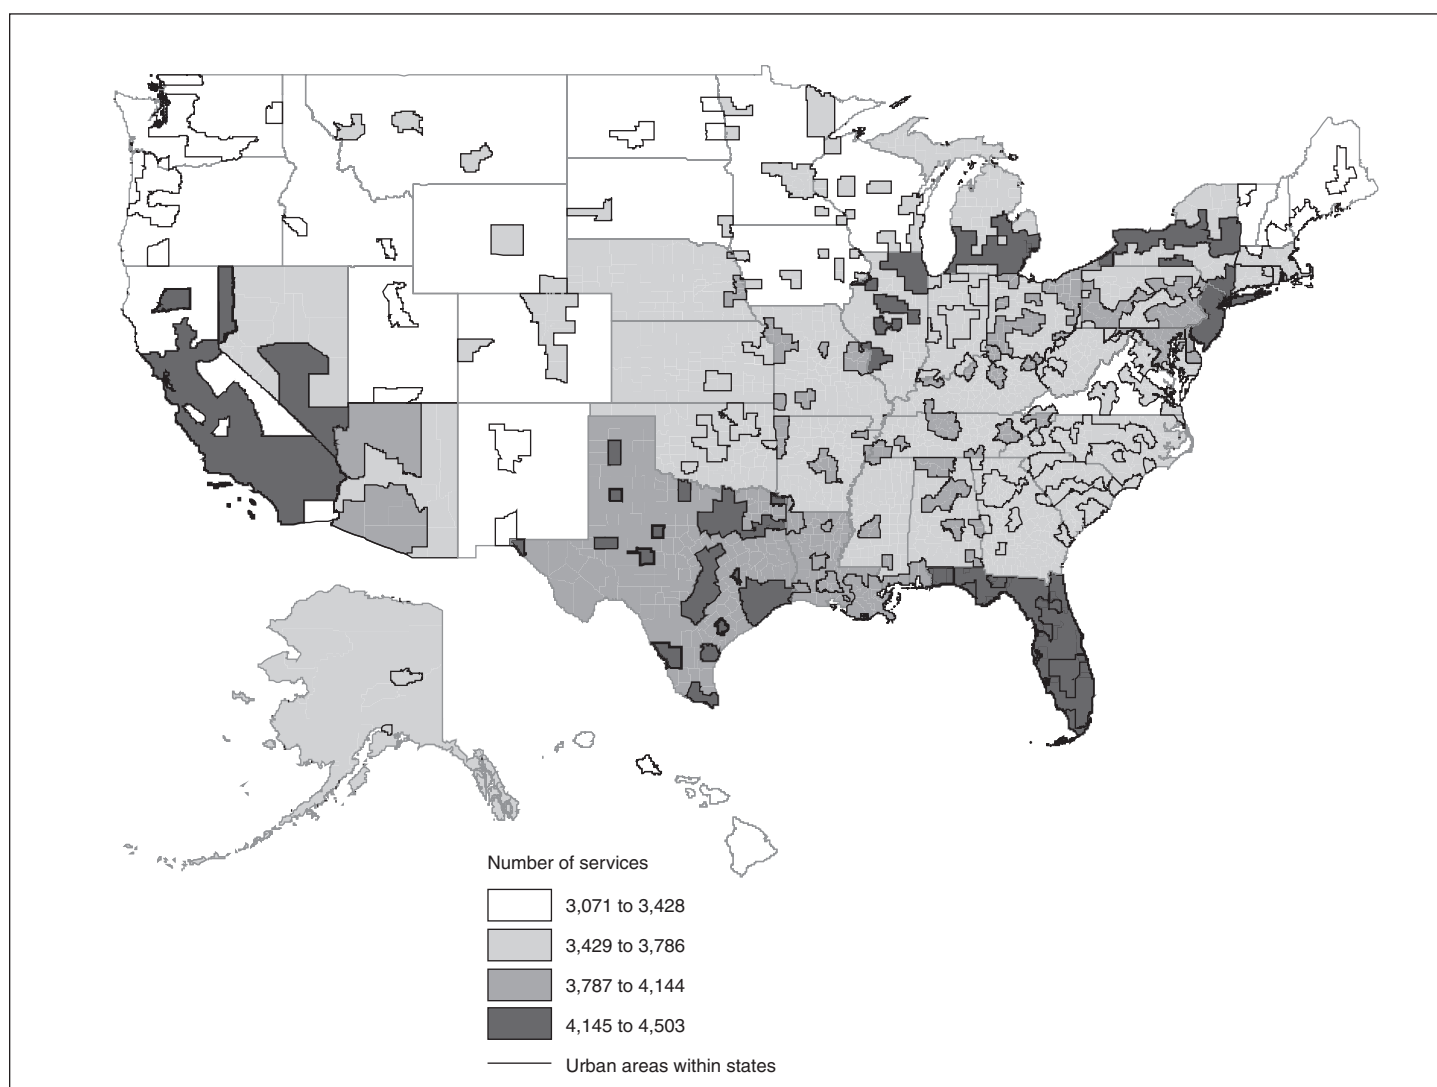 Number of services
3,071 to 3,428
3,429 to 3,786
3,787 to 4,144
4,145 to 4,503
Urban areas within states